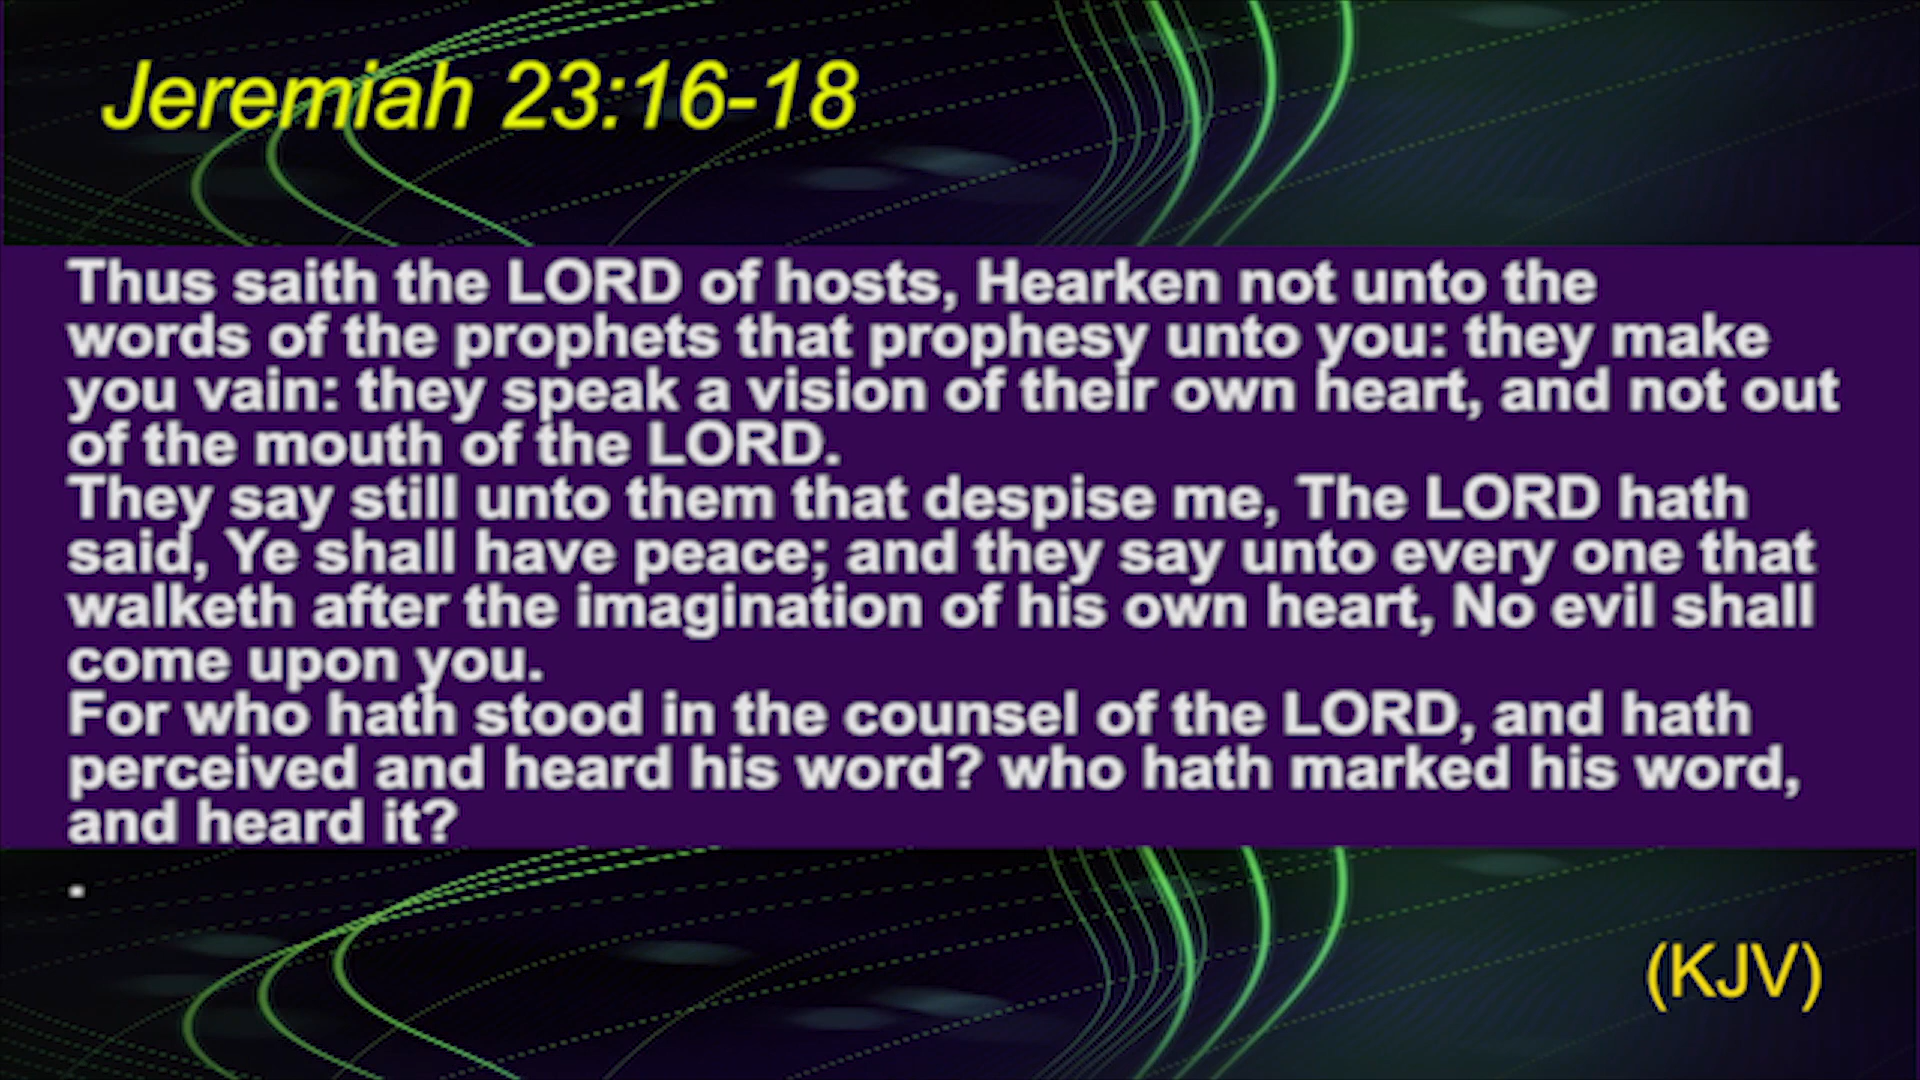 Jeremiah 23:16-18
Thus saith the LORD of hosts, Hearken not unto the
words of the prophets that prophesy unto you: they make
you vain: they speak a vision of their own heart, and not out
of the mouth of the LORD.
They say still unto them that despise me, The LORD hath
said, Ye shall have peace; and they say unto every one that
walketh after the imagination of his own heart, No evil shall
come upon you.
For who hath stood in the counsel of the LORD, and hath
perceived and heard his word? who hath marked his word,
and heard it?
.
(KJV)